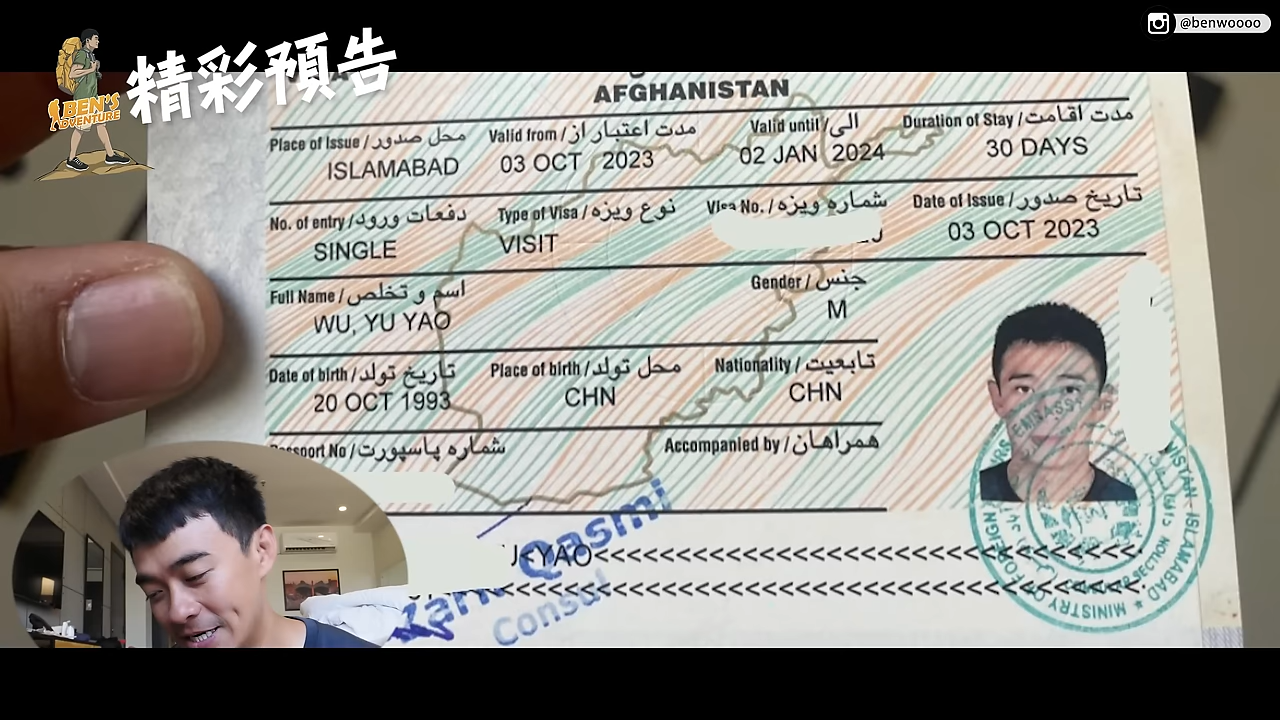 @benwoooo
精彩預告
BEN'S
ADVENTURE
AFGHANISTAN
Place of Issue / محل صدور
Valid from / مدت اعتبار از
Valid until / الی
Duration of Stay / مدت اقامت
ISLAMABAD
03 OCT 2023
02 JAN 2024
30 DAYS
No. of entry / دفعات ورود
Type of Visa / نوع ویزه
Visa No. / شماره ویزه
Date of Issue / تاریخ صدور
SINGLE
VISIT
03 OCT 2023
Full Name / اسم و تخلص
Gender / جنس
WU, YU YAO
M
Date of birth / تاریخ تولد
Place of birth / محل تولد
Nationality / تابعیت
20 OCT 1993
CHN
CHN
Passport No / شماره پاسپورت
Accompanied by / همراهان
Qasmi
<YAO<<<<<<<<<<<<<<<<<<<<<<<<<<<<
Consul
EMBASSY OF
ISLAMABAD
MINISTRY OF FOREIGN
SECTION